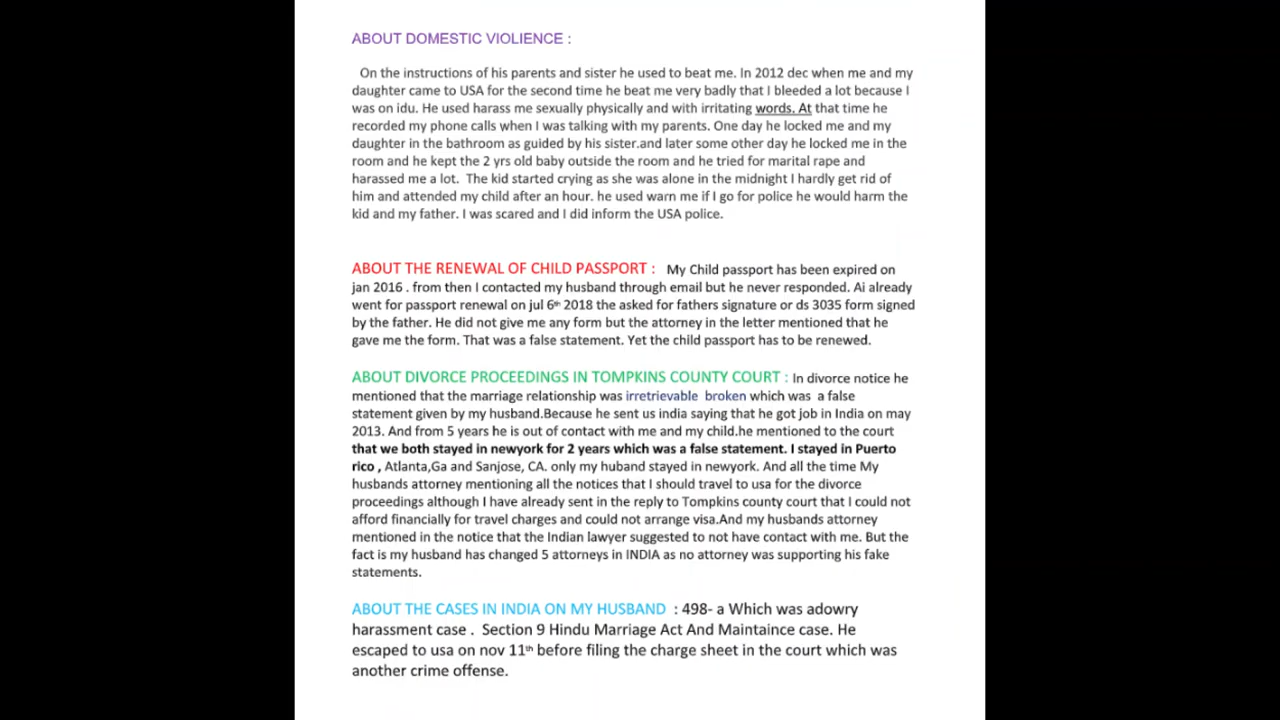 ABOUT DOMESTIC VIOLIENCE :
On the instructions of his parents and sister he used to beat me. In 2012 dec when me and my
daughter came to USA for the second time he beat me very badly that I bleeded a lot because I
was on idu. He used harass me sexually physically and with irritating words. At that time he
recorded my phone calls when I was talking with my parents. One day he locked me and my
daughter in the bathroom as guided by his sister.and later some other day he locked me in the
room and he kept the 2 yrs old baby outside the room and he tried for marital rape and
harassed me a lot.  The kid started crying as she was alone in the midnight I hardly get rid of
him and attended my child after an hour. he used warn me if I go for police he would harm the
kid and my father. I was scared and I did inform the USA police.
ABOUT THE RENEWAL OF CHILD PASSPORT :   My Child passport has been expired on
jan 2016 . from then I contacted my husband through email but he never responded. Ai already
went for passport renewal on jul 6th 2018 the asked for fathers signature or ds 3035 form signed
by the father. He did not give me any form but the attorney in the letter mentioned that he
gave me the form. That was a false statement. Yet the child passport has to be renewed.
ABOUT DIVORCE PROCEEDINGS IN TOMPKINS COUNTY COURT : In divorce notice he
mentioned that the marriage relationship was irretrievable  broken which was  a false
statement given by my husband.Because he sent us india saying that he got job in India on may
2013. And from 5 years he is out of contact with me and my child.he mentioned to the court
that we both stayed in newyork for 2 years which was a false statement. I stayed in Puerto
rico , Atlanta,Ga and Sanjose, CA. only my huband stayed in newyork. And all the time My
husbands attorney mentioning all the notices that I should travel to usa for the divorce
proceedings although I have already sent in the reply to Tompkins county court that I could not
afford financially for travel charges and could not arrange visa.And my husbands attorney
mentioned in the notice that the Indian lawyer suggested to not have contact with me. But the
fact is my husband has changed 5 attorneys in INDIA as no attorney was supporting his fake
statements.
ABOUT THE CASES IN INDIA ON MY HUSBAND  : 498- a Which was adowry
harassment case .  Section 9 Hindu Marriage Act And Maintaince case. He
escaped to usa on nov 11th before filing the charge sheet in the court which was
another crime offense.